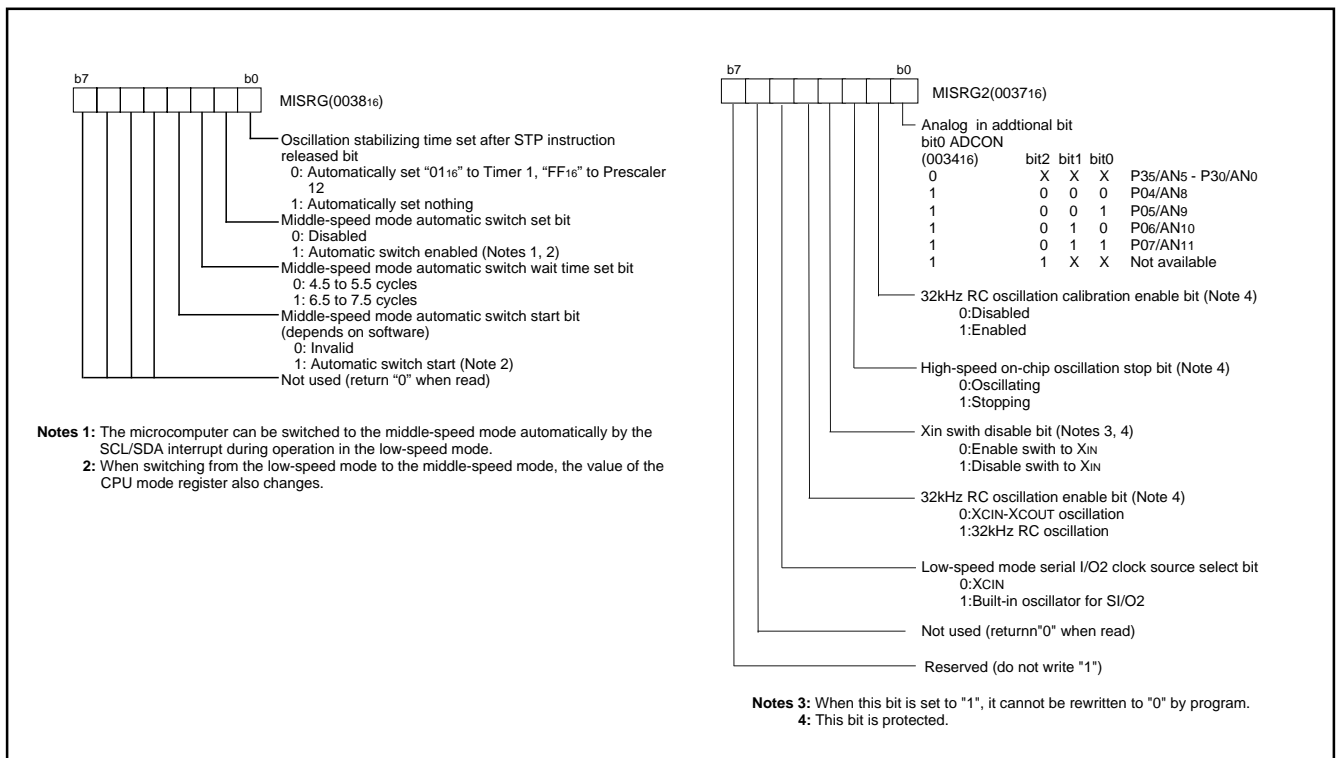 b7 b0
MISRG(003816)
Oscillation stabilizing time set after STP instruction
released bit
0: Automatically set “0116” to Timer 1, “FF16” to Prescaler
12
1: Automatically set nothing
Middle-speed mode automatic switch set bit
0: Disabled
1: Automatic switch enabled (Notes 1, 2)
Middle-speed mode automatic switch wait time set bit
0: 4.5 to 5.5 cycles
1: 6.5 to 7.5 cycles
Middle-speed mode automatic switch start bit
(depends on software)
0: Invalid
1: Automatic switch start (Note 2)
Not used (return “0” when read)
Notes 1: The microcomputer can be switched to the middle-speed mode automatically by the
SCL/SDA interrupt during operation in the low-speed mode.
2: When switching from the low-speed mode to the middle-speed mode, the value of the
CPU mode register also changes.
b7 b0
MISRG2(003716)
Analog in addtional bit
bit0 ADCON
(003416) bit2 bit1 bit0
0 X X X P35/AN5 - P30/AN0
1 0 0 0 P04/AN8
1 0 0 1 P05/AN9
1 0 1 0 P06/AN10
1 0 1 1 P07/AN11
1 1 X X Not available
32kHz RC oscillation calibration enable bit (Note 4)
0:Disabled
1:Enabled
High-speed on-chip oscillation stop bit (Note 4)
0:Oscillating
1:Stopping
Xin swith disable bit (Notes 3, 4)
0:Enable swith to XIN
1:Disable swith to XIN
32kHz RC oscillation enable bit (Note 4)
0:XCIN-XCOUT oscillation
1:32kHz RC oscillation
Low-speed mode serial I/O2 clock source select bit
0:XCIN
1:Built-in oscillator for SI/O2
Not used (returnn"0" when read)
Reserved (do not write "1")
Notes 3: When this bit is set to "1", it cannot be rewritten to "0" by program.
4: This bit is protected.